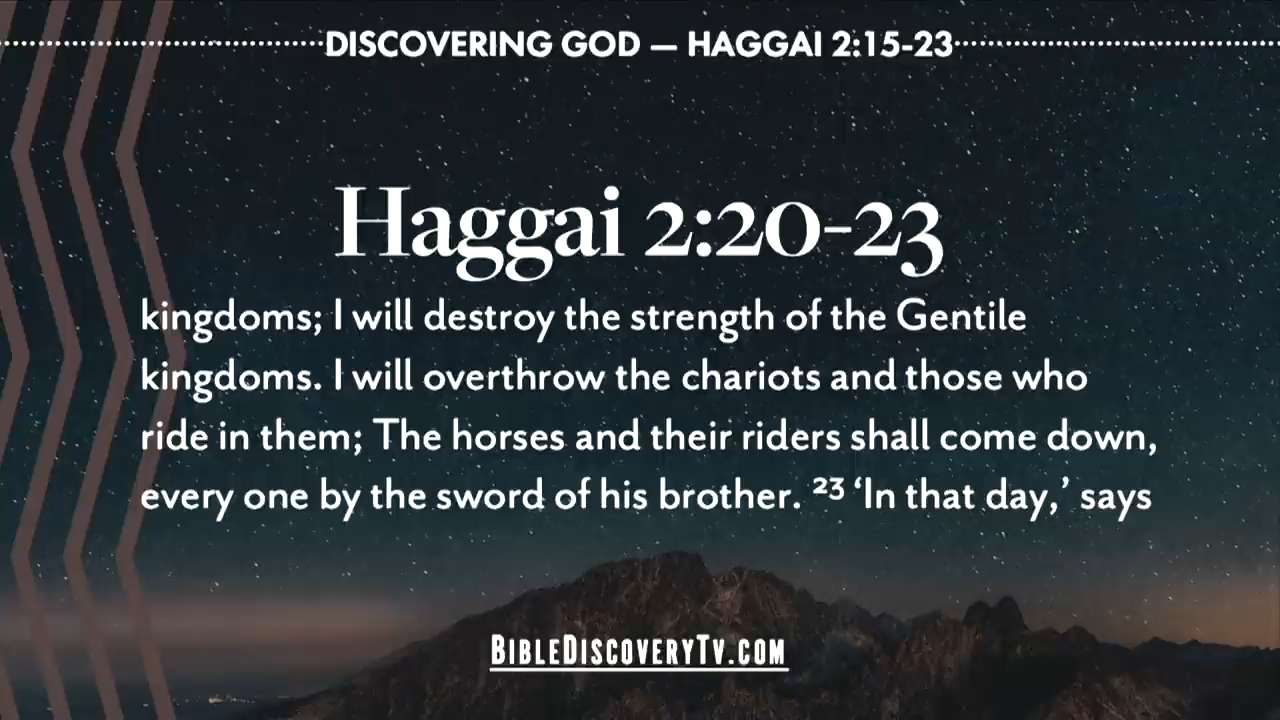 DISCOVERING GOD — HAGGAI 2:15-23
Haggai 2:20-23
kingdoms; I will destroy the strength of the Gentile
kingdoms. I will overthrow the chariots and those who
ride in them; The horses and their riders shall come down,
every one by the sword of his brother. ²³ ‘In that day,’ says
BIBLEDISCOVERYTV.COM